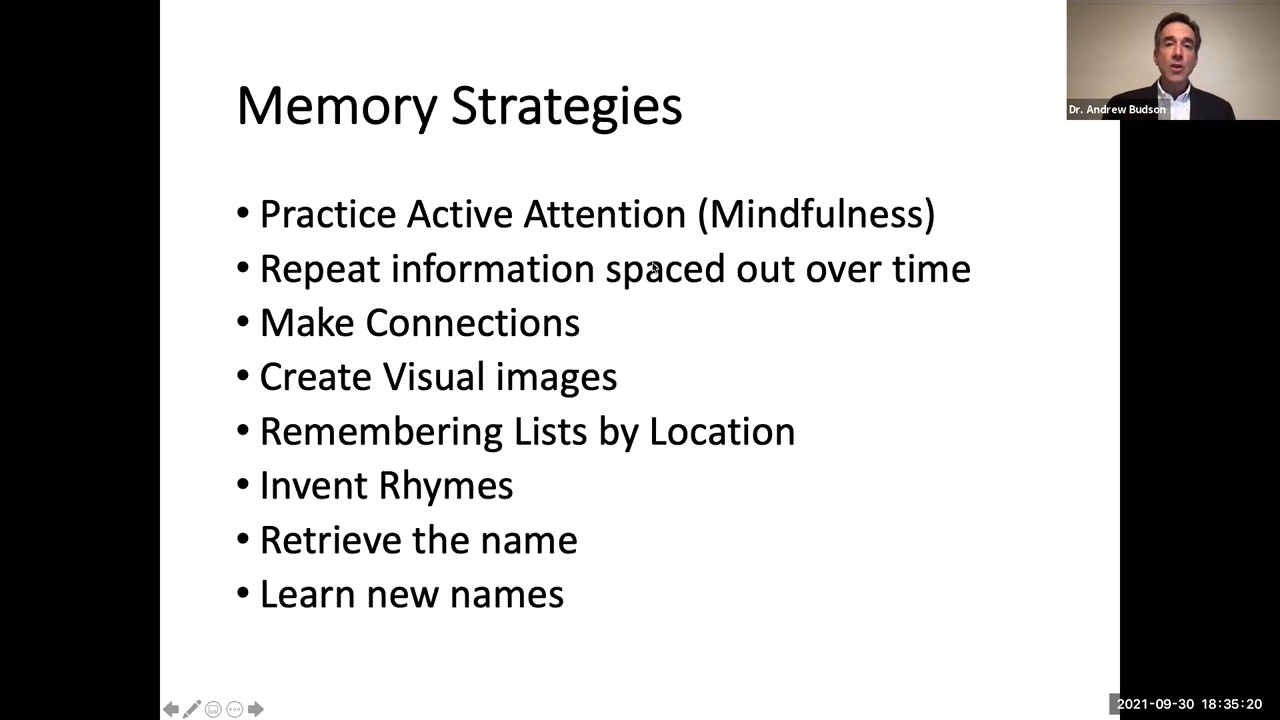 Memory Strategies
• Practice Active Attention (Mindfulness)
• Repeat information spaced out over time
• Make Connections
• Create Visual images
• Remembering Lists by Location
• Invent Rhymes
• Retrieve the name
• Learn new names
Dr. Andrew Budson
2021-09-30 18:35:20